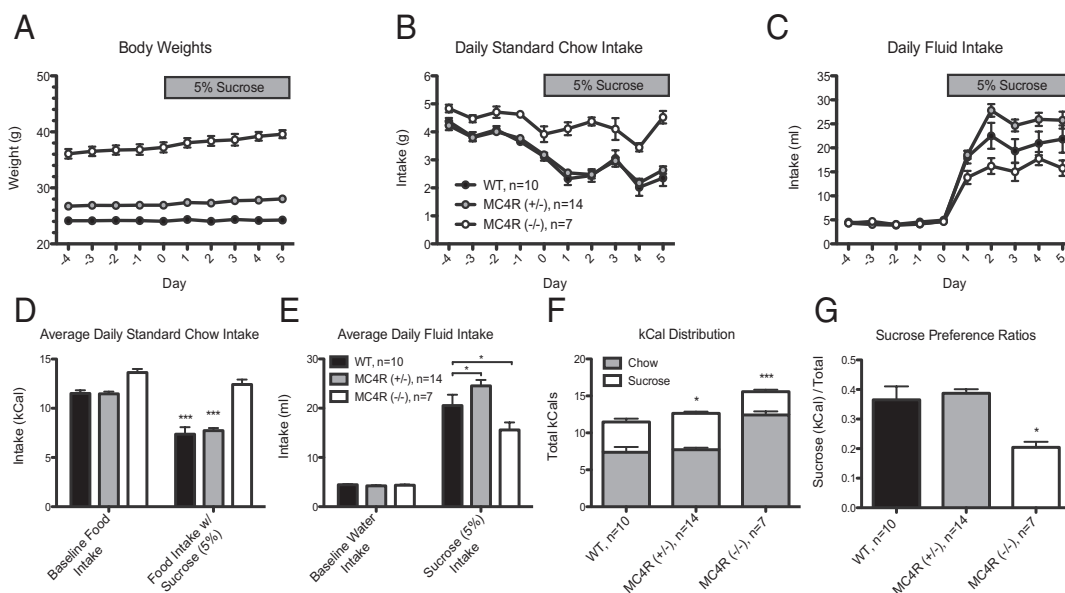 A
Body Weights
5% Sucrose
Weight (g)
50
40
30
20
-4 -3 -2 -1 0 1 2 3 4 5
Day
B
Daily Standard Chow Intake
5% Sucrose
Intake (g)
6
5
4
3
2
1
0
WT, n=10
MC4R (+/-), n=14
MC4R (-/-), n=7
-4 -3 -2 -1 0 1 2 3 4 5
Day
C
Daily Fluid Intake
5% Sucrose
Intake (ml)
35
30
25
20
15
10
5
0
-4 -3 -2 -1 0 1 2 3 4 5
Day
D
Average Daily Standard Chow Intake
Intake (kCal)
15
10
5
0
*** ***
Baseline Food
Intake
Food Intake w/
Sucrose (5%)
E
Average Daily Fluid Intake
Intake (ml)
30
20
10
0
WT, n=10
MC4R (+/-), n=14
MC4R (-/-), n=7
*
*
Baseline Water
Intake
Sucrose (5%)
Intake
F
kCal Distribution
Total kCals
20
15
10
5
0
Chow
Sucrose
*
***
WT, n=10
MC4R (+/-), n=14
MC4R (-/-), n=7
G
Sucrose Preference Ratios
Sucrose (kCal) /Total
0.5
0.4
0.3
0.2
0.1
0.0
*
WT, n=10
MC4R (+/-), n=14
MC4R (-/-), n=7